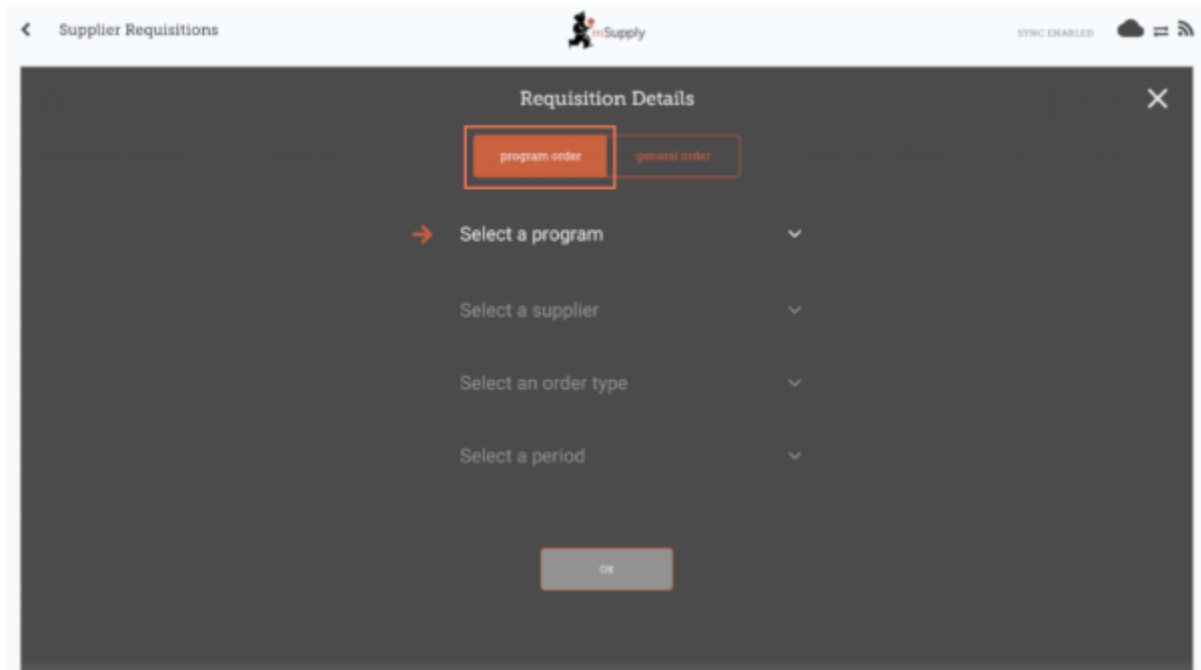 Supplier Requisitions
mSupply
SYNC ENABLED
Requisition Details
program order
general order
Select a program
Select a supplier
Select an order type
Select a period
OK